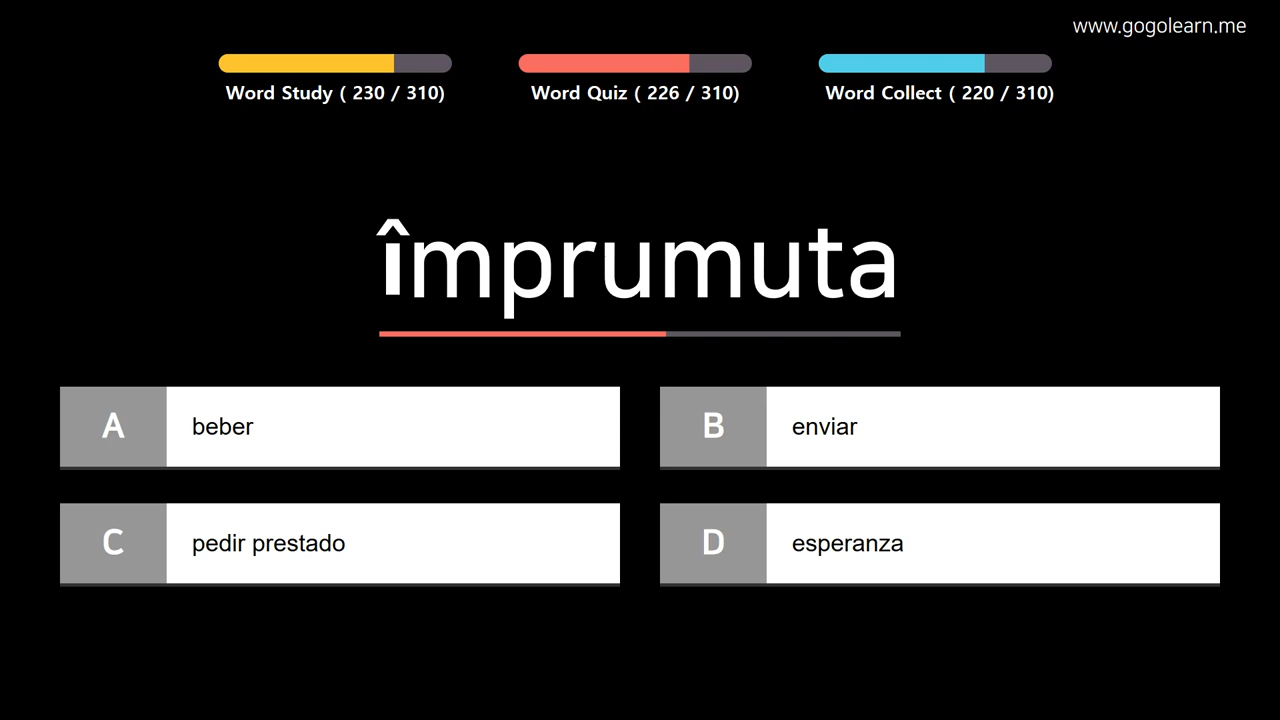 www.gogolearn.me
Word Study ( 230 / 310)
Word Quiz ( 226 / 310)
Word Collect ( 220 / 310)
împrumuta
A beber
B enviar
C pedir prestado
D esperanza